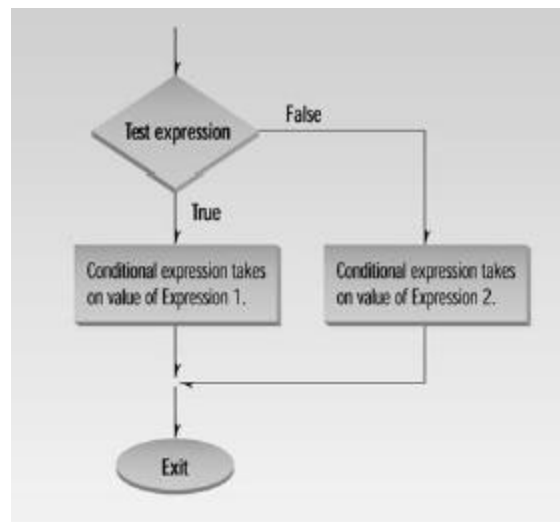 Test expression
False
True
Conditional expression takes
on value of Expression 1.
Conditional expression takes
on value of Expression 2.
Exit